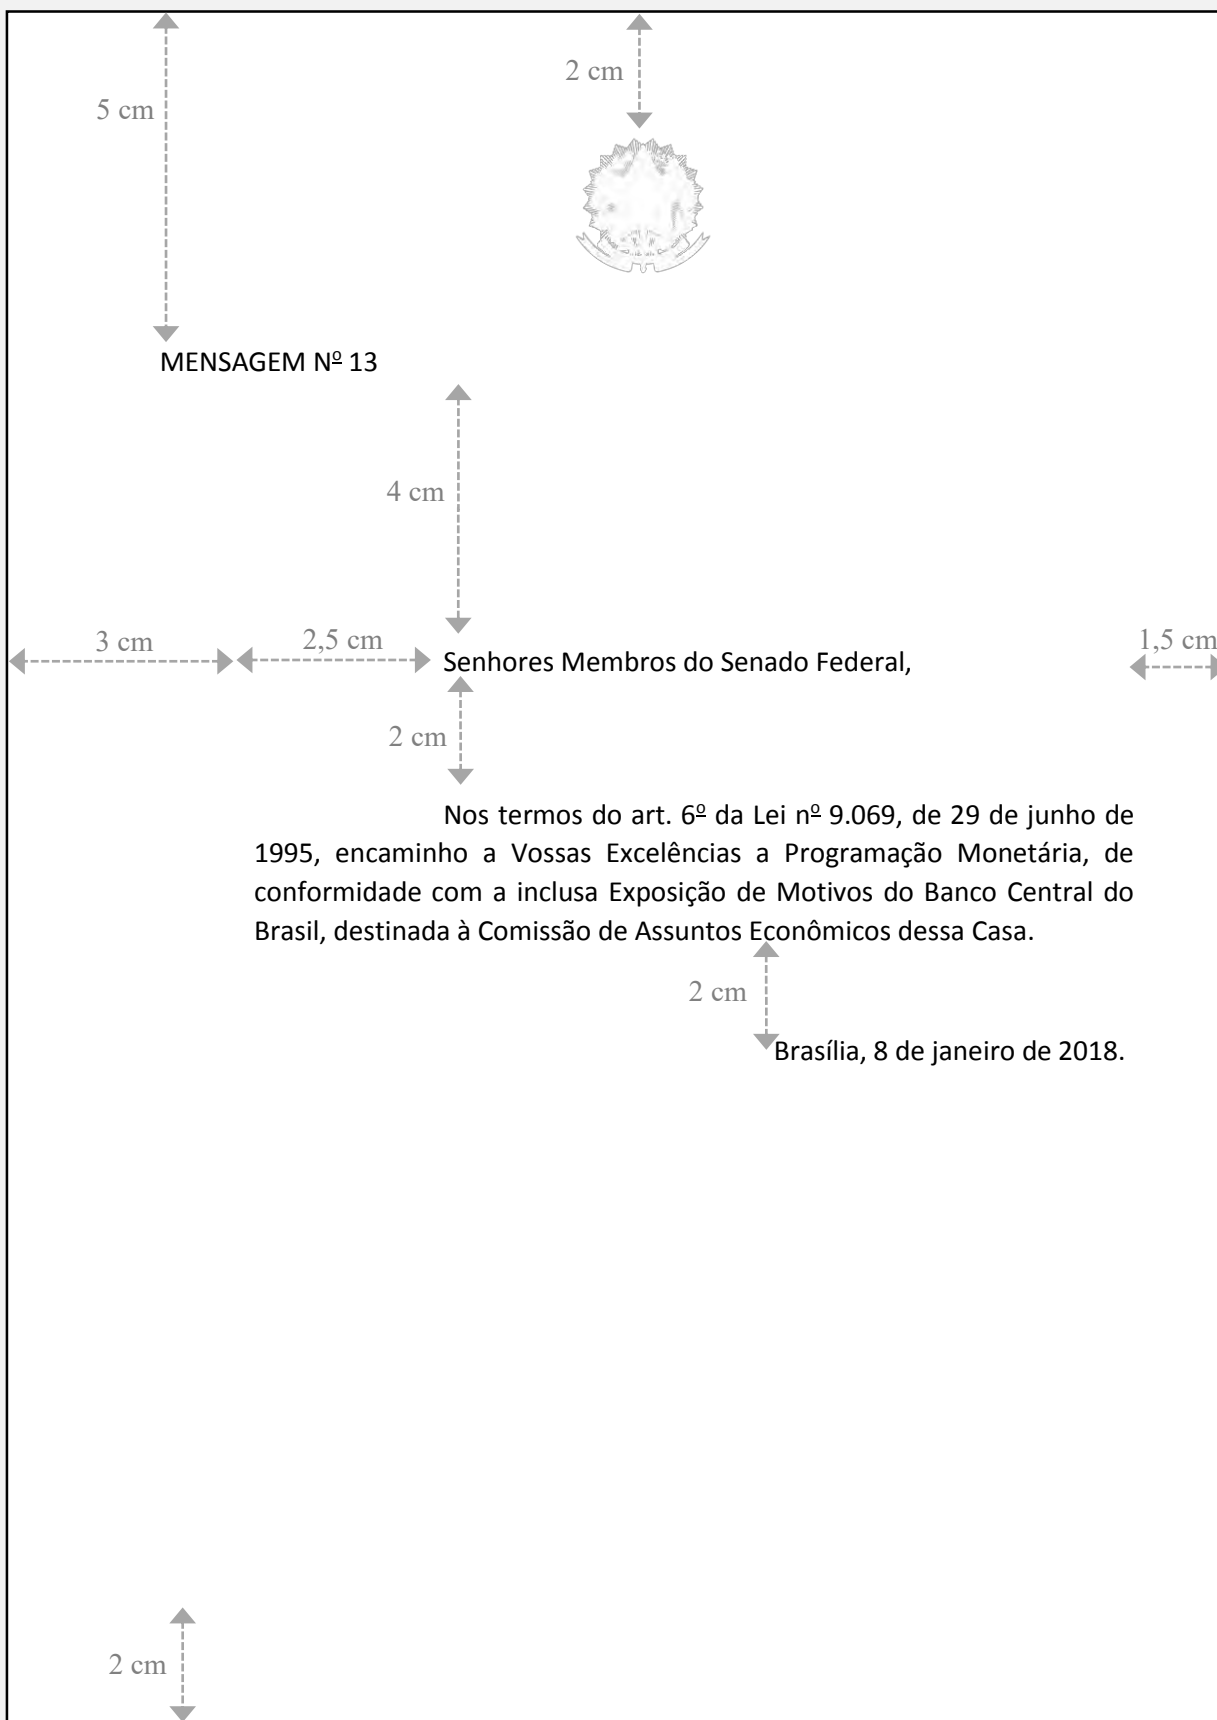 2 cm
5 cm
MENSAGEM Nº 13
4 cm
3 cm 2,5 cm Senhores Membros do Senado Federal, 1,5 cm
2 cm
Nos termos do art. 6º da Lei nº 9.069, de 29 de junho de
1995, encaminho a Vossas Excelências a Programação Monetária, de
conformidade com a inclusa Exposição de Motivos do Banco Central do
Brasil, destinada à Comissão de Assuntos Econômicos dessa Casa.
2 cm
Brasília, 8 de janeiro de 2018.
2 cm